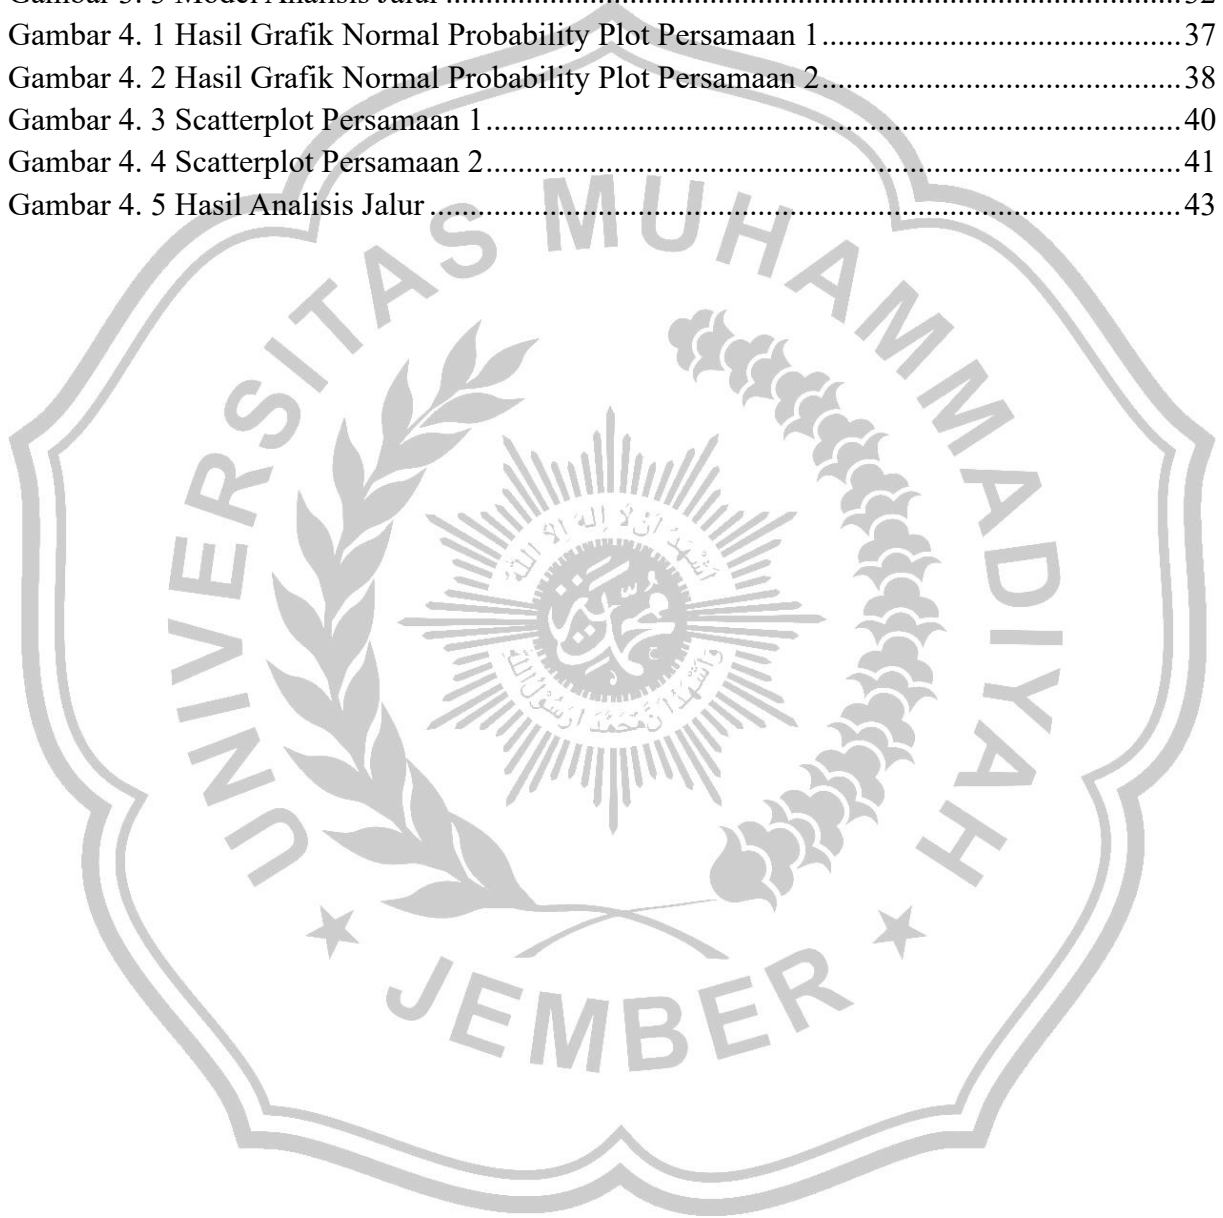 Gambar 4. 1 Hasil Grafik Normal Probability Plot Persamaan 1...............37
Gambar 4. 2 Hasil Grafik Normal Probability Plot Persamaan 2...............38
Gambar 4. 3 Scatterplot Persamaan 1...............40
Gambar 4. 4 Scatterplot Persamaan 2...............41
Gambar 4. 5 Hasil Analisis Jalur...............43
UNIVERSITAS MUHAMMADIYAH
JEMBER